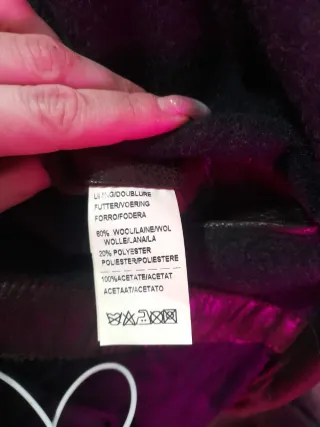 LINING/DOUBLURE
FUTTER/VOERING
FORRO/FODERA
80% WOOL/LAINE/WOL
WOLLE/LANA/LA
20% POLYESTER
POLIESTER/POLIESTERE
100%ACETATE/ACETAT
ACETAAT/ACETATO